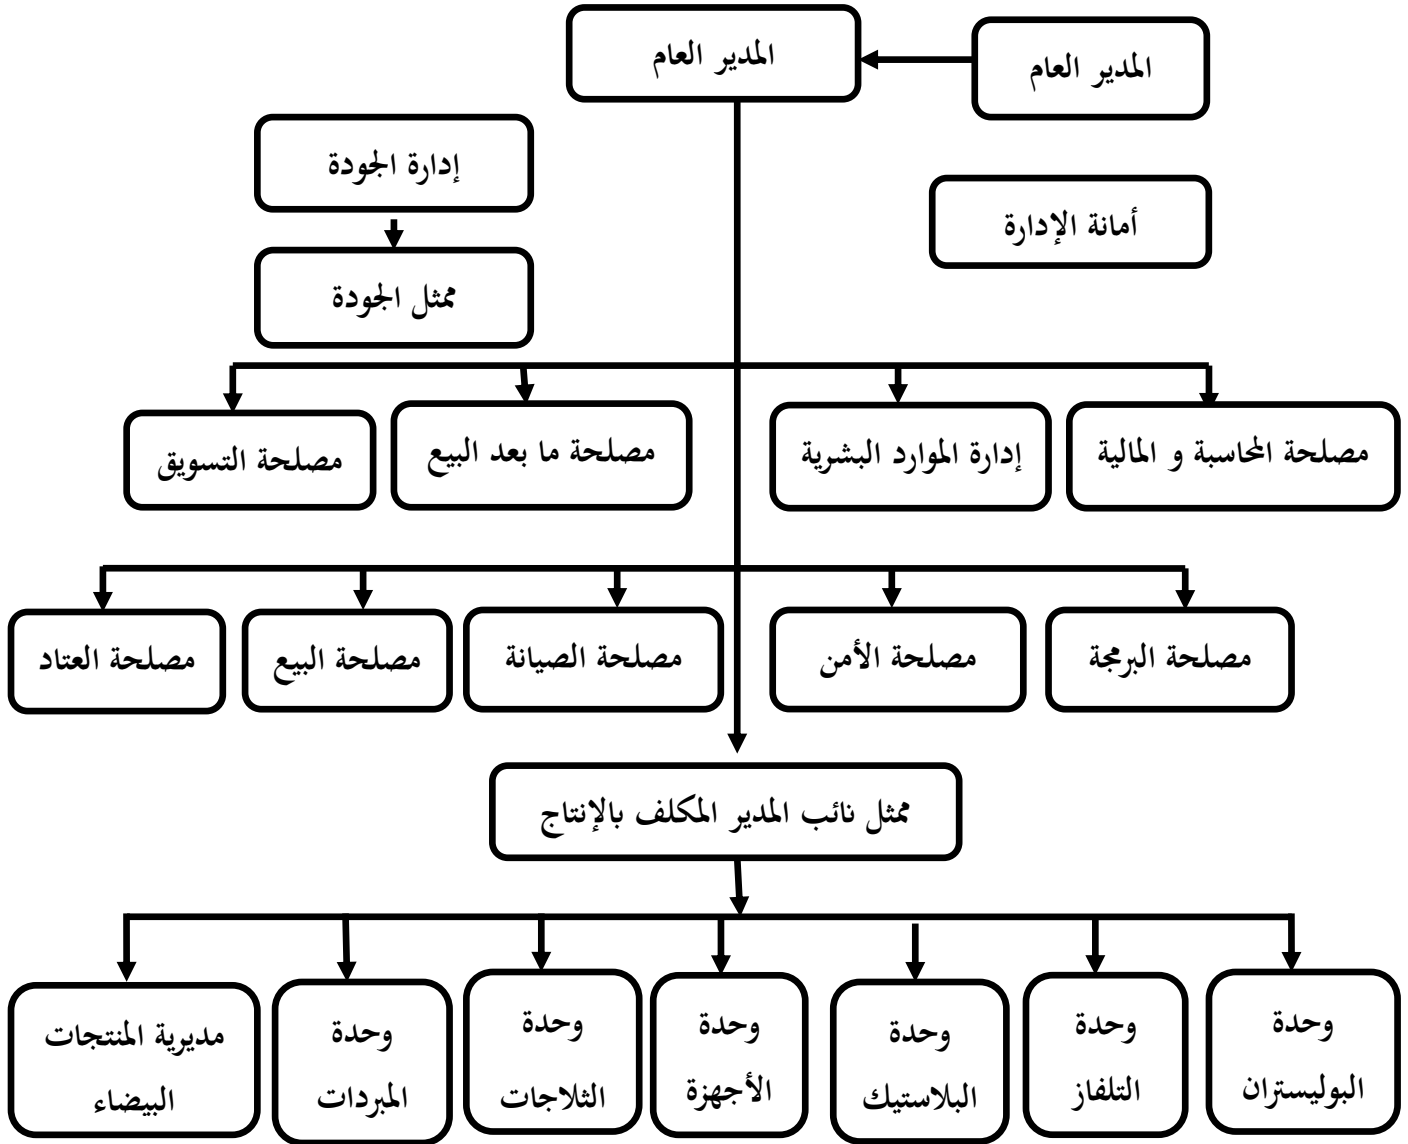 المدير العام
المدير العام
إدارة الجودة
أمانة الإدارة
ممثل الجودة
مصلحة المحاسبة و المالية
إدارة الموارد البشرية
مصلحة ما بعد البيع
مصلحة التسويق
مصلحة البرمجة
مصلحة الأمن
مصلحة الصيانة
مصلحة البيع
مصلحة العتاد
ممثل نائب المدير المكلف بالإنتاج
وحدة
البوليستران
وحدة
التلفاز
وحدة
البلاستيك
وحدة
الأجهزة
وحدة
الثلاجات
وحدة
المبردات
مديرية المنتجات
البيضاء